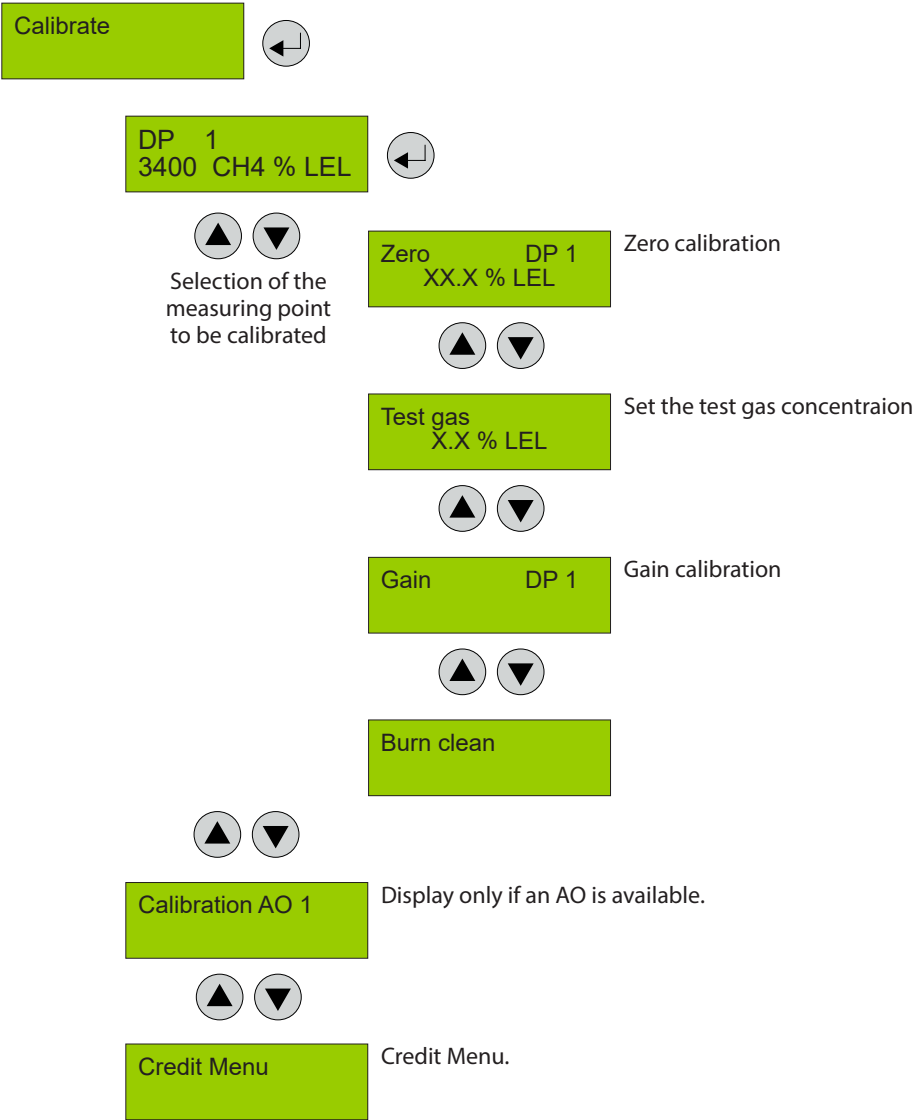 Calibrate
DP 1
3400 CH4 % LEL
Selection of the
measuring point
to be calibrated
Zero DP 1
XX.X % LEL
Zero calibration
Test gas
X.X % LEL
Set the test gas concentraion
Gain DP 1
Gain calibration
Burn clean
Calibration AO 1
Display only if an AO is available.
Credit Menu
Credit Menu.